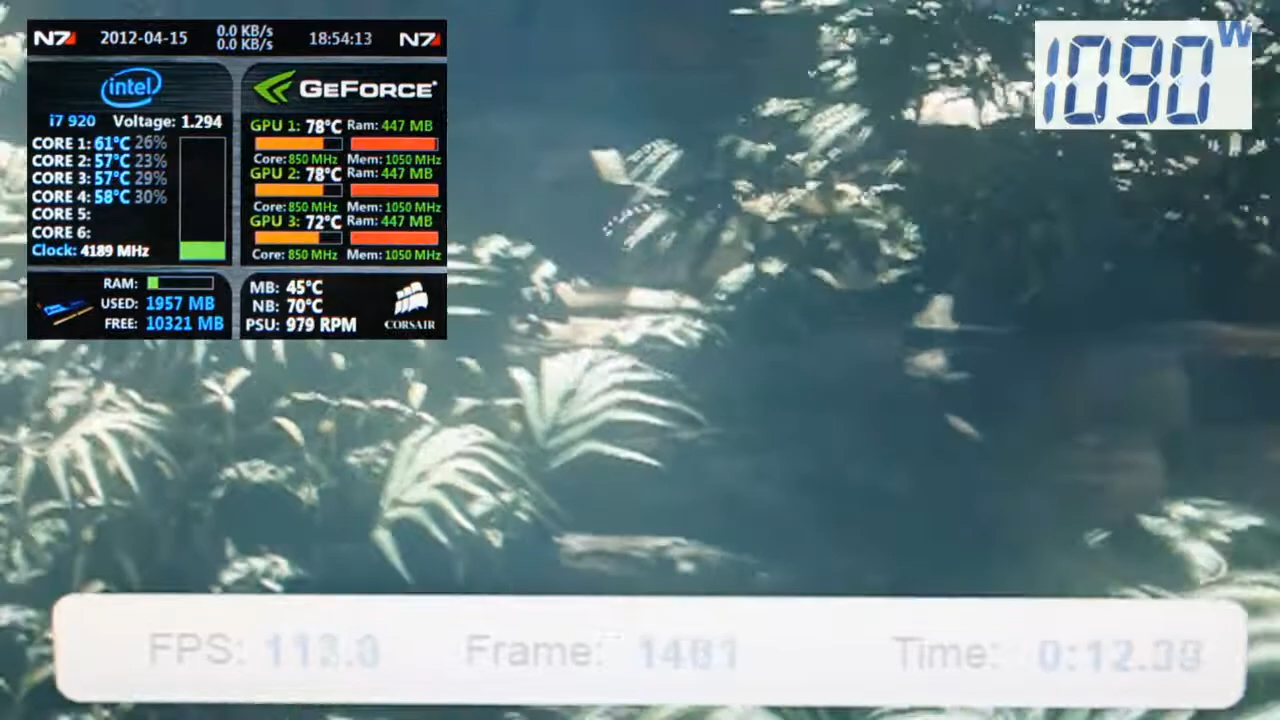 N7 2012-04-15 0.0 KB/s 18:54:13 N7
0.0 KB/s
intel
GEFORCE
i7 920 Voltage: 1.294
CORE 1: 61°C 26%
CORE 2: 57°C 23%
CORE 3: 57°C 29%
CORE 4: 58°C 30%
CORE 5:
CORE 6:
Clock: 4189 MHz
GPU 1: 78°C Ram: 447 MB
Core: 850 MHz Mem: 1050 MHz
GPU 2: 78°C Ram: 447 MB
Core: 850 MHz Mem: 1050 MHz
GPU 3: 72°C Ram: 447 MB
Core: 850 MHz Mem: 1050 MHz
RAM:
USED: 1957 MB
FREE: 10321 MB
MB: 45°C
NB: 70°C
PSU: 979 RPM
CORSAIR
1090 W
FPS: Frame: Time: